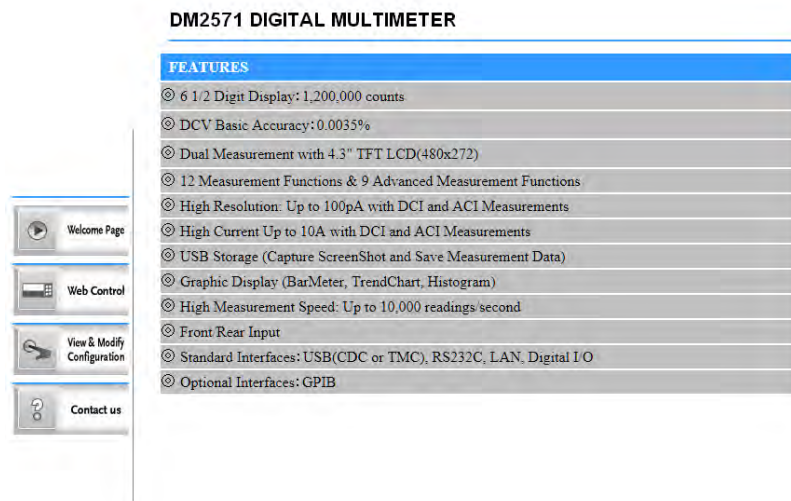 DM2571 DIGITAL MULTIMETER
FEATURES
6 1/2 Digit Display: 1,200,000 counts
DCV Basic Accuracy: 0.0035%
Dual Measurement with 4.3" TFT LCD(480x272)
12 Measurement Functions & 9 Advanced Measurement Functions
High Resolution: Up to 100pA with DCI and ACI Measurements
High Current Up to 10A with DCI and ACI Measurements
USB Storage (Capture ScreenShot and Save Measurement Data)
Graphic Display (BarMeter, TrendChart, Histogram)
High Measurement Speed: Up to 10,000 readings/second
Front/Rear Input
Standard Interfaces: USB(CDC or TMC), RS232C, LAN, Digital I/O
Optional Interfaces: GPIB
Welcome Page
Web Control
View & Modify
Configuration
Contact us